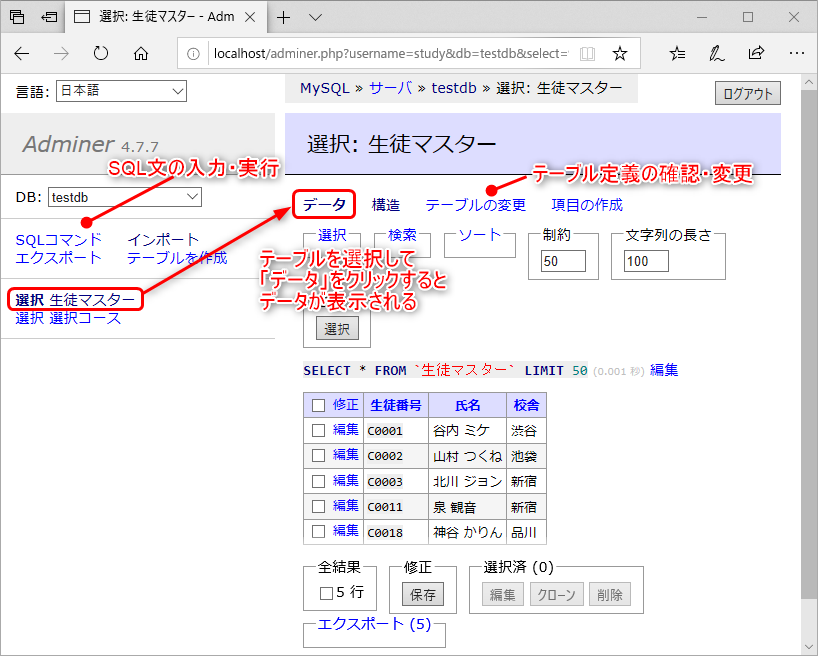 選択: 生徒マスター - Adm
localhost/adminer.php?username=study&db=testdb&select=
言語: 日本語
MySQL » サーバ » testdb » 選択: 生徒マスター
ログアウト
Adminer 4.7.7
選択: 生徒マスター
SQL文の入力・実行
テーブル定義の確認・変更
DB: testdb
データ 構造 テーブルの変更 項目の作成
SQLコマンド インポート
エクスポート テーブルを作成
選択 検索 ソート 制約 文字列の長さ
50 100
テーブルを選択して
「データ」をクリックすると
データが表示される
選択 生徒マスター
選択 選択コース
選択
SELECT * FROM `生徒マスター` LIMIT 50 (0.001 秒) 編集
修正 生徒番号 氏名 校舎
編集 C0001 谷内 ミケ 渋谷
編集 C0002 山村 つくね 池袋
編集 C0003 北川 ジョン 新宿
編集 C0011 泉 観音 新宿
編集 C0018 神谷 かりん 品川
全結果 修正 選択済 (0)
5 行 保存 編集 クローン 削除
エクスポート (5)